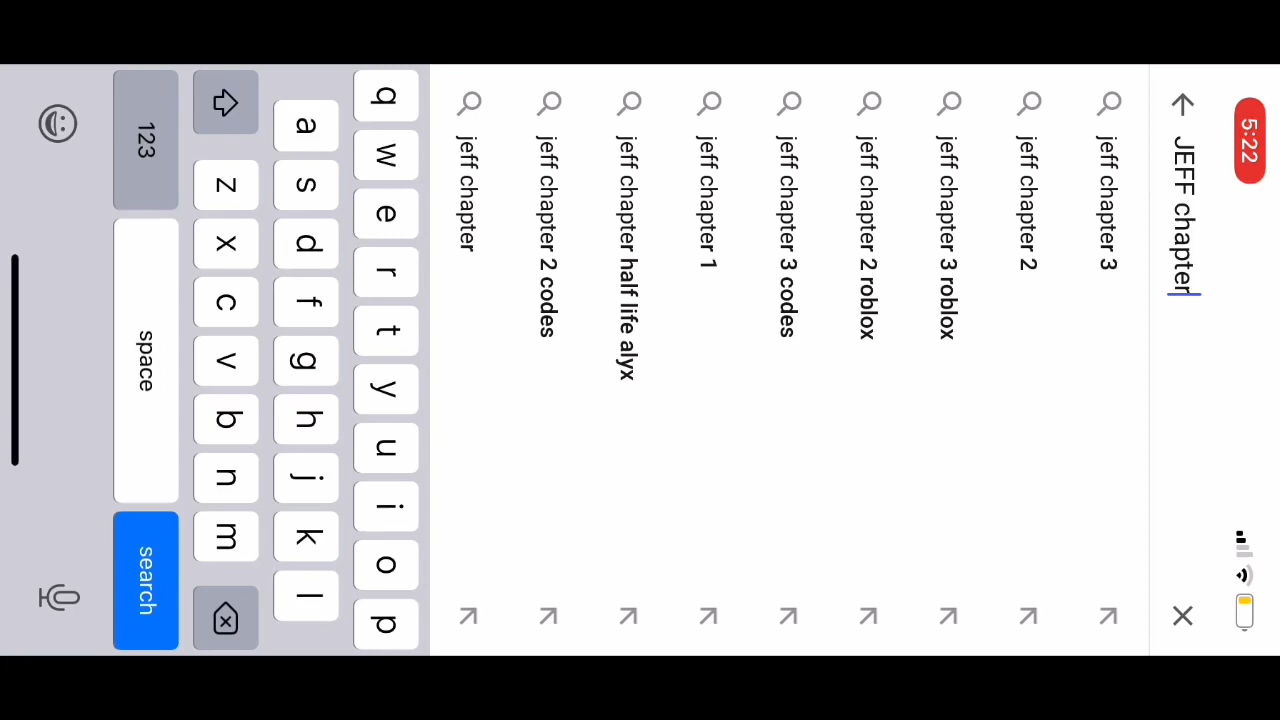 5:22
JEFF chapter
jeff chapter 3
jeff chapter 2
jeff chapter 3 roblox
jeff chapter 2 roblox
jeff chapter 3 codes
jeff chapter 1
jeff chapter half life alyx
jeff chapter 2 codes
jeff chapter
q w e r t y u i o p
a s d f g h j k l
z x c v b n m
123 space search